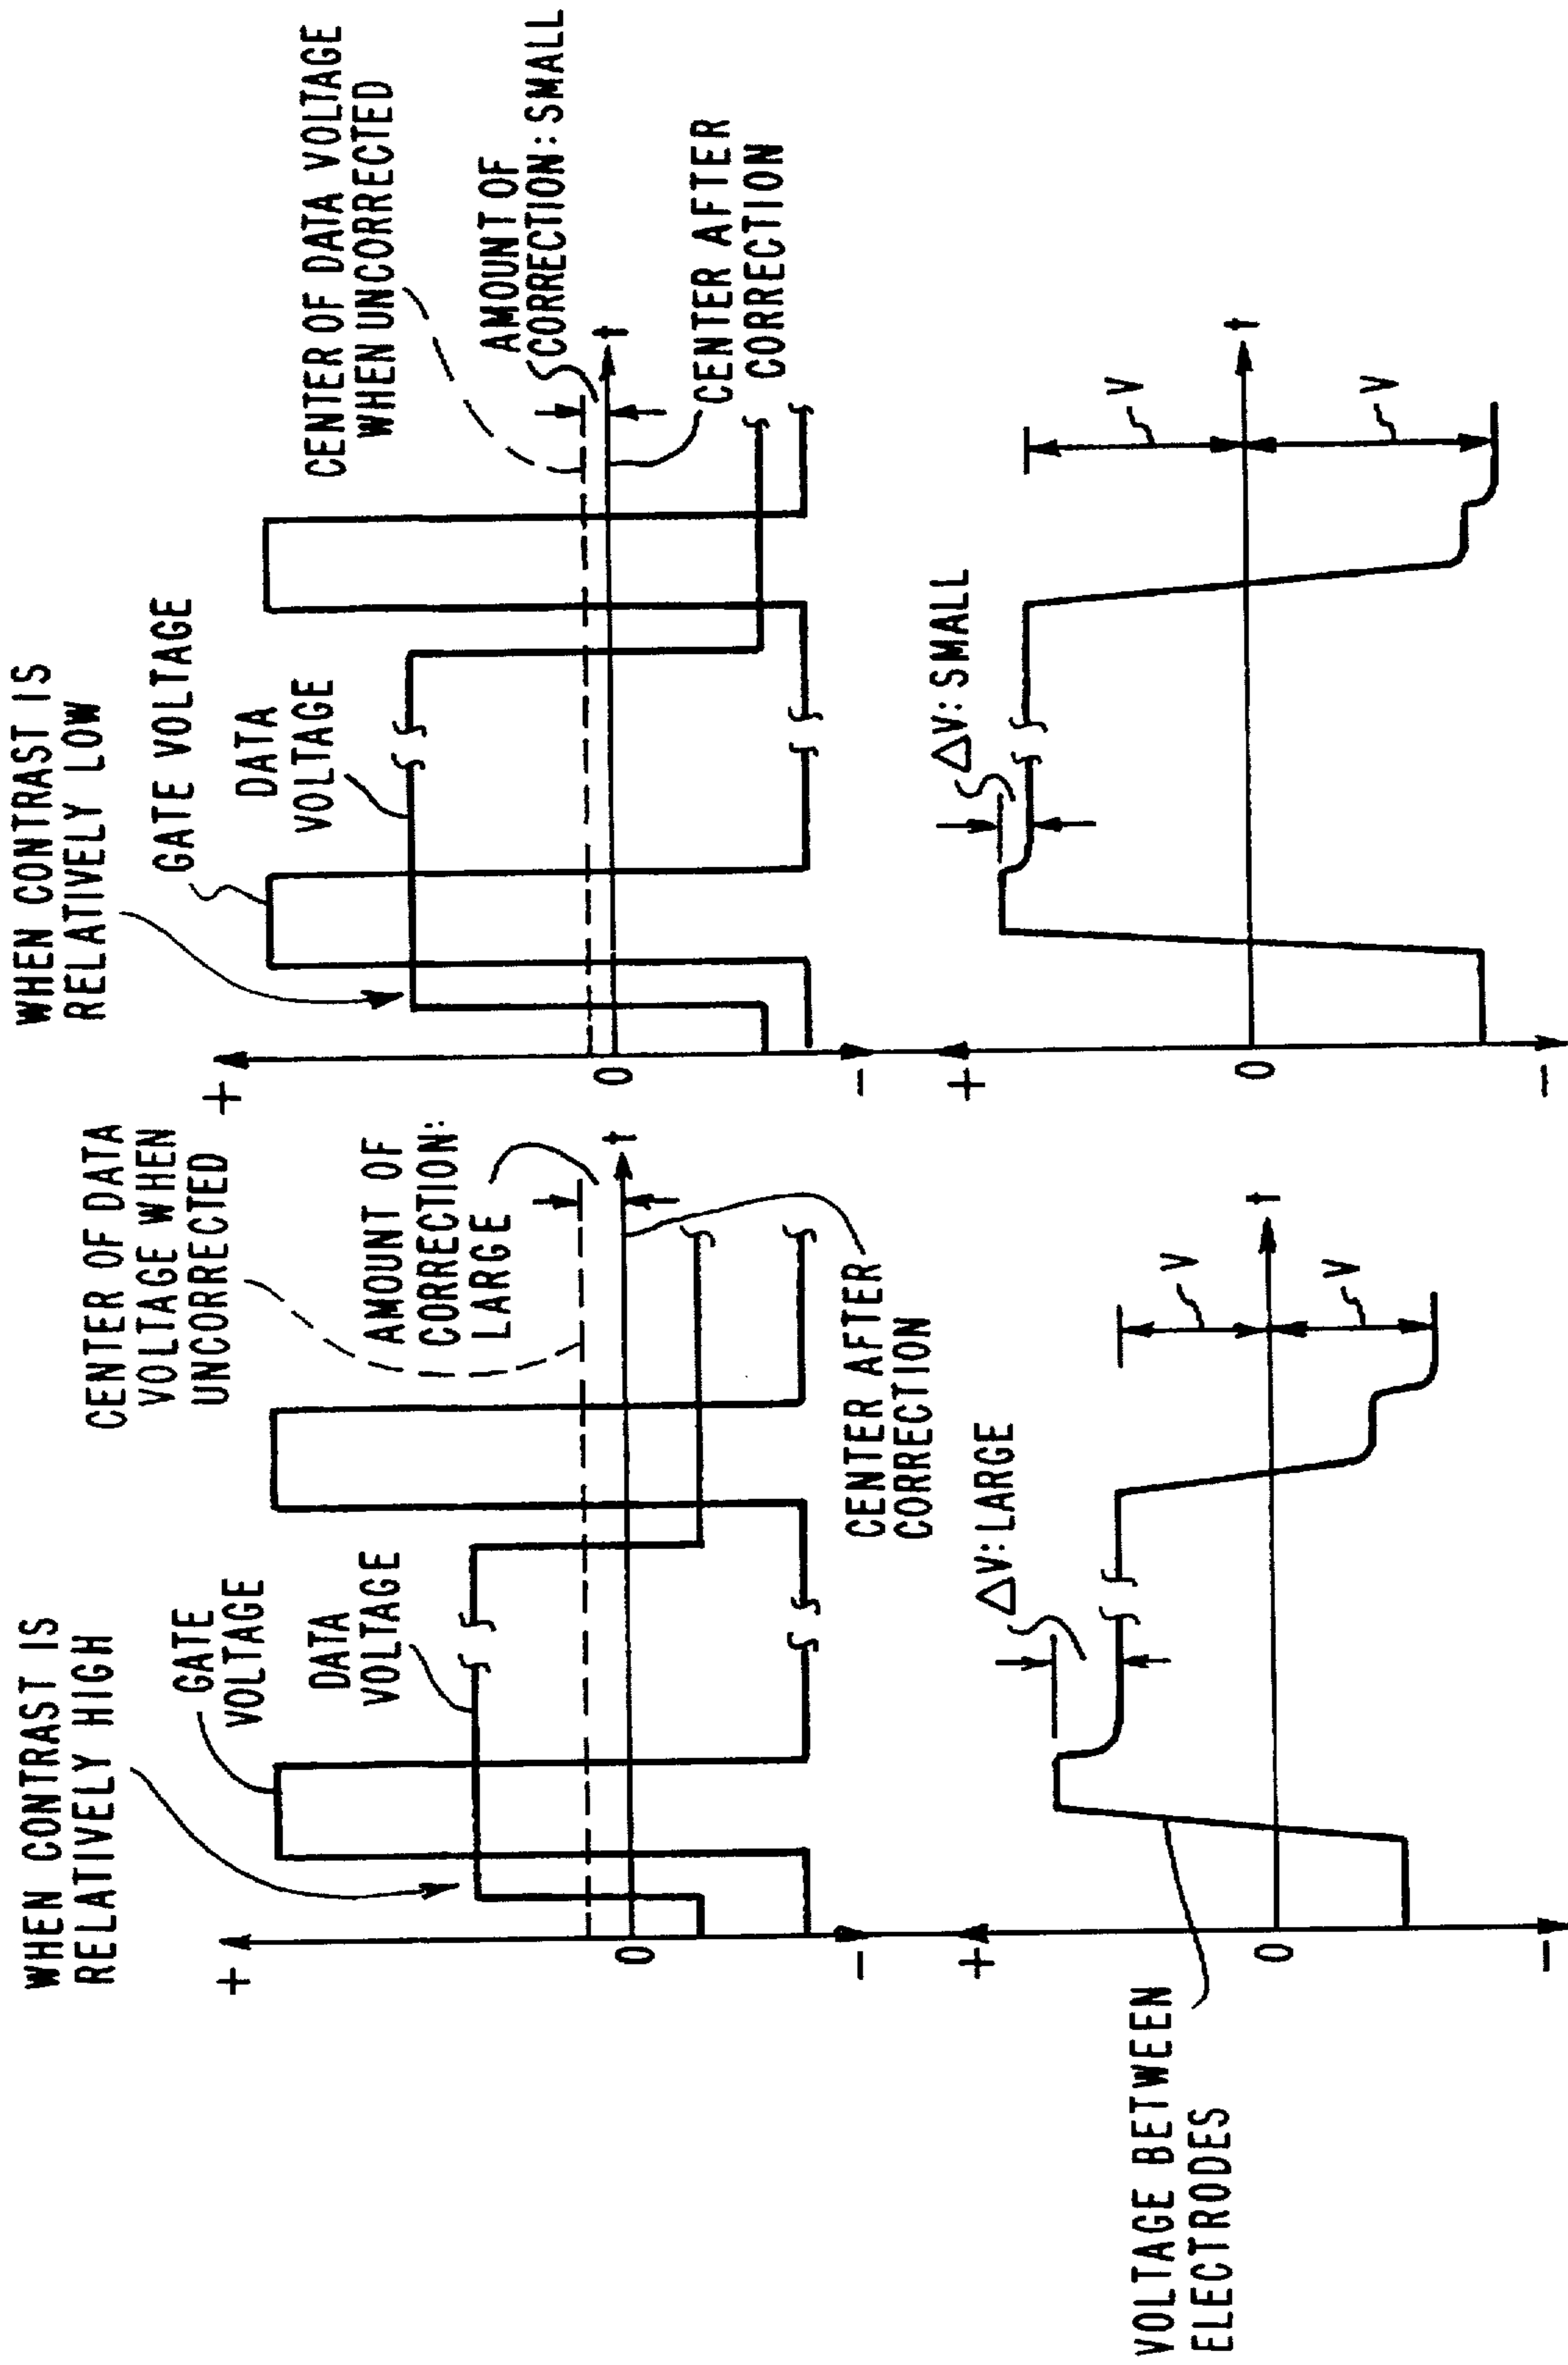 WHEN CONTRAST IS
RELATIVELY HIGH
GATE
VOLTAGE
DATA
VOLTAGE
CENTER OF DATA
VOLTAGE WHEN
UNCORRECTED
AMOUNT OF
CORRECTION:
LARGE
CENTER AFTER
CORRECTION
+
0
-
t
VOLTAGE BETWEEN
ELECTRODES
ΔV:LARGE
V
V
+
0
-
t
WHEN CONTRAST IS
RELATIVELY LOW
GATE VOLTAGE
DATA
VOLTAGE
CENTER OF DATA VOLTAGE
WHEN UNCORRECTED
AMOUNT OF
CORRECTION:SMALL
CENTER AFTER
CORRECTION
+
0
-
t
ΔV:SMALL
V
V
+
0
-
t